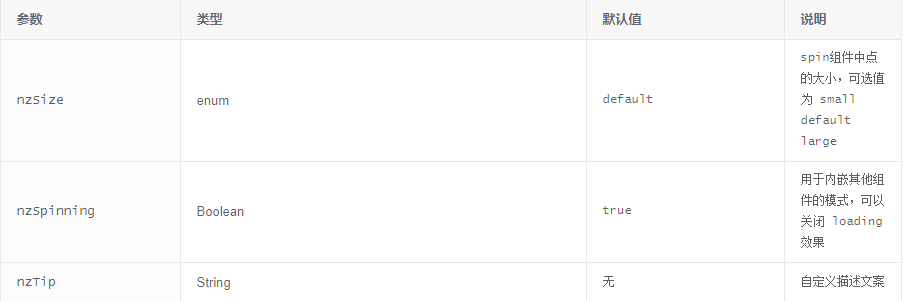 参数 类型 默认值 说明
nzSize enum default spin组件中点
的大小，可选值
为 small
default
large
nzSpinning Boolean true 用于内嵌其他组
件的模式，可以
关闭 loading
效果
nzTip String 无 自定义描述文案